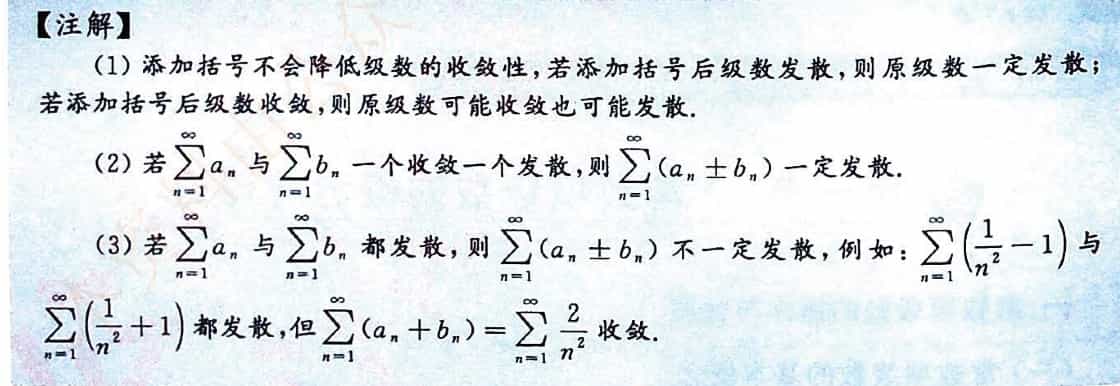 【注解】
(1) 添加括号不会降低级数的收敛性,若添加括号后级数发散,则原级数一定发散;
若添加括号后级数收敛,则原级数可能收敛也可能发散.
(2) 若 $\sum_{n=1}^{\infty} a_n$ 与 $\sum_{n=1}^{\infty} b_n$ 一个收敛一个发散,则 $\sum_{n=1}^{\infty} (a_n \pm b_n)$ 一定发散.
(3) 若 $\sum_{n=1}^{\infty} a_n$ 与 $\sum_{n=1}^{\infty} b_n$ 都发散,则 $\sum_{n=1}^{\infty} (a_n \pm b_n)$ 不一定发散,例如: $\sum_{n=1}^{\infty} \left(\frac{1}{n^2} - 1\right)$ 与
$\sum_{n=1}^{\infty} \left(\frac{1}{n^2} + 1\right)$ 都发散,但 $\sum_{n=1}^{\infty} (a_n + b_n) = \sum_{n=1}^{\infty} \frac{2}{n^2}$ 收敛.